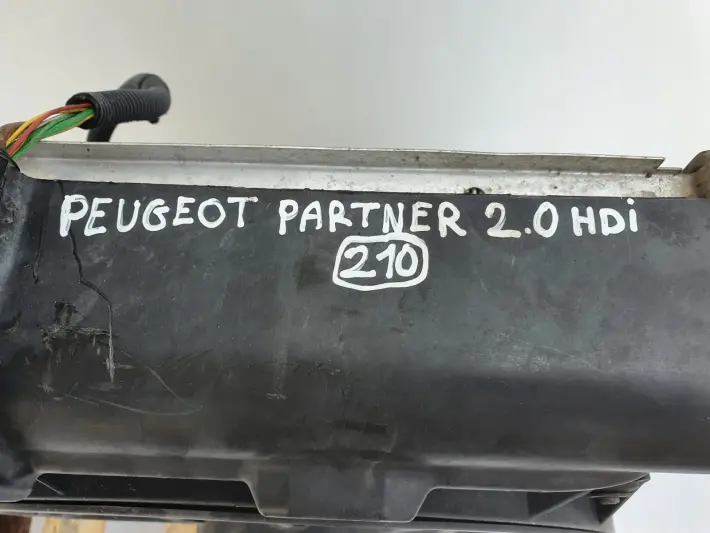 PEUGEOT PARTNER 2.0 HDi
210